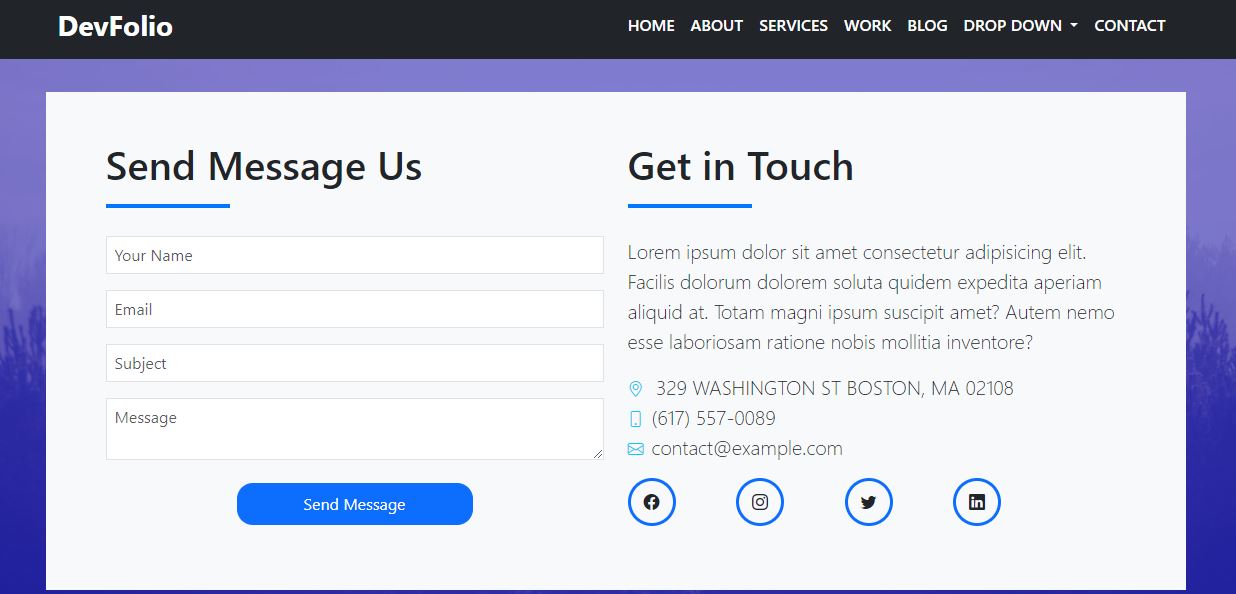 DevFolio
HOME ABOUT SERVICES WORK BLOG DROP DOWN CONTACT
Send Message Us
Your Name
Email
Subject
Message
Send Message
Get in Touch
Lorem ipsum dolor sit amet consectetur adipisicing elit.
Facilis dolorum dolorem soluta quidem expedita aperiam
aliquid at. Totam magni ipsum suscipit amet? Autem nemo
esse laboriosam ratione nobis mollitia inventore?
329 WASHINGTON ST BOSTON, MA 02108
(617) 557-0089
contact@example.com